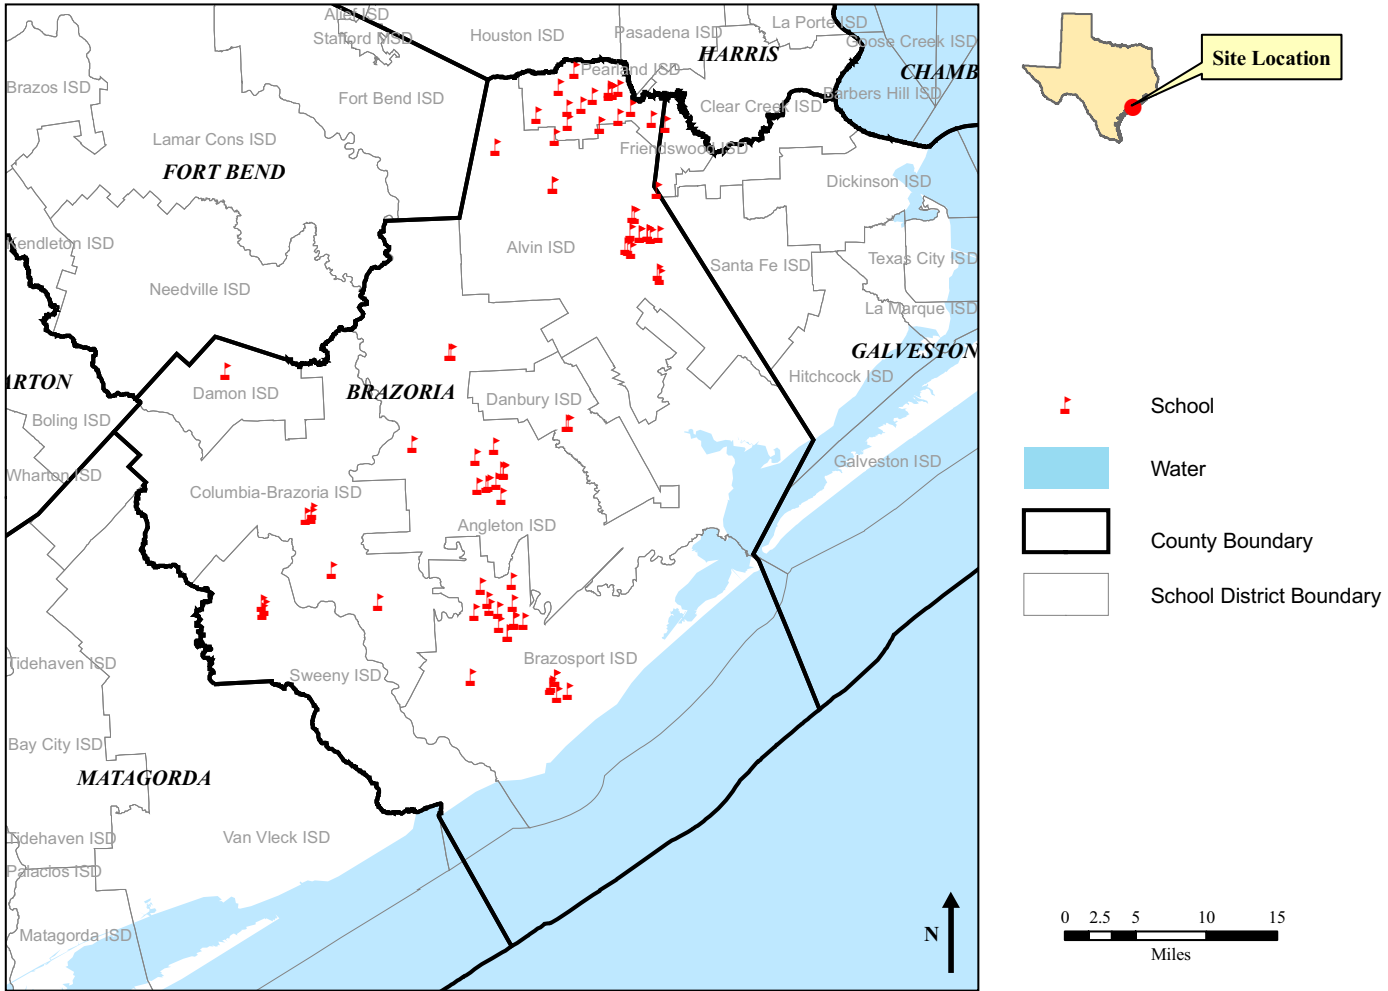 Alief ISD
Stafford MSD
Houston ISD
Pasadena ISD
La Porte ISD
Goose Creek ISD
HARRIS
CHAMB
Pearland ISD
Brazos ISD
Fort Bend ISD
Clear Creek ISD
Barbers Hill ISD
Lamar Cons ISD
Friendswood ISD
FORT BEND
Dickinson ISD
Kendleton ISD
Alvin ISD
Santa Fe ISD
Texas City ISD
Needville ISD
La Marque ISD
GALVESTON
ARTON
Damon ISD
BRAZORIA
Danbury ISD
Hitchcock ISD
Boling ISD
Wharton ISD
Galveston ISD
Columbia-Brazoria ISD
Angleton ISD
Tidehaven ISD
Sweeny ISD
Brazosport ISD
Bay City ISD
MATAGORDA
Tidehaven ISD
Van Vleck ISD
Palacios ISD
Matagorda ISD
N
Site Location
School
Water
County Boundary
School District Boundary
0 2.5 5 10 15
Miles